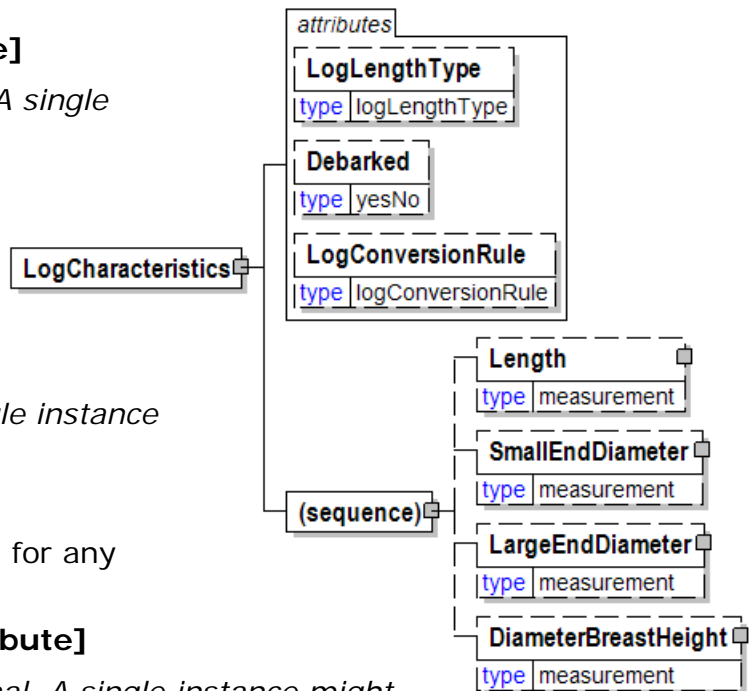 e]
A single
le instance
for any
bute]
al. A single instance might
attributes
LogLengthType
type logLengthType
Debarked
type yesNo
LogConversionRule
type logConversionRule
LogCharacteristics
(sequence)
Length
type measurement
SmallEndDiameter
type measurement
LargeEndDiameter
type measurement
DiameterBreastHeight
type measurement